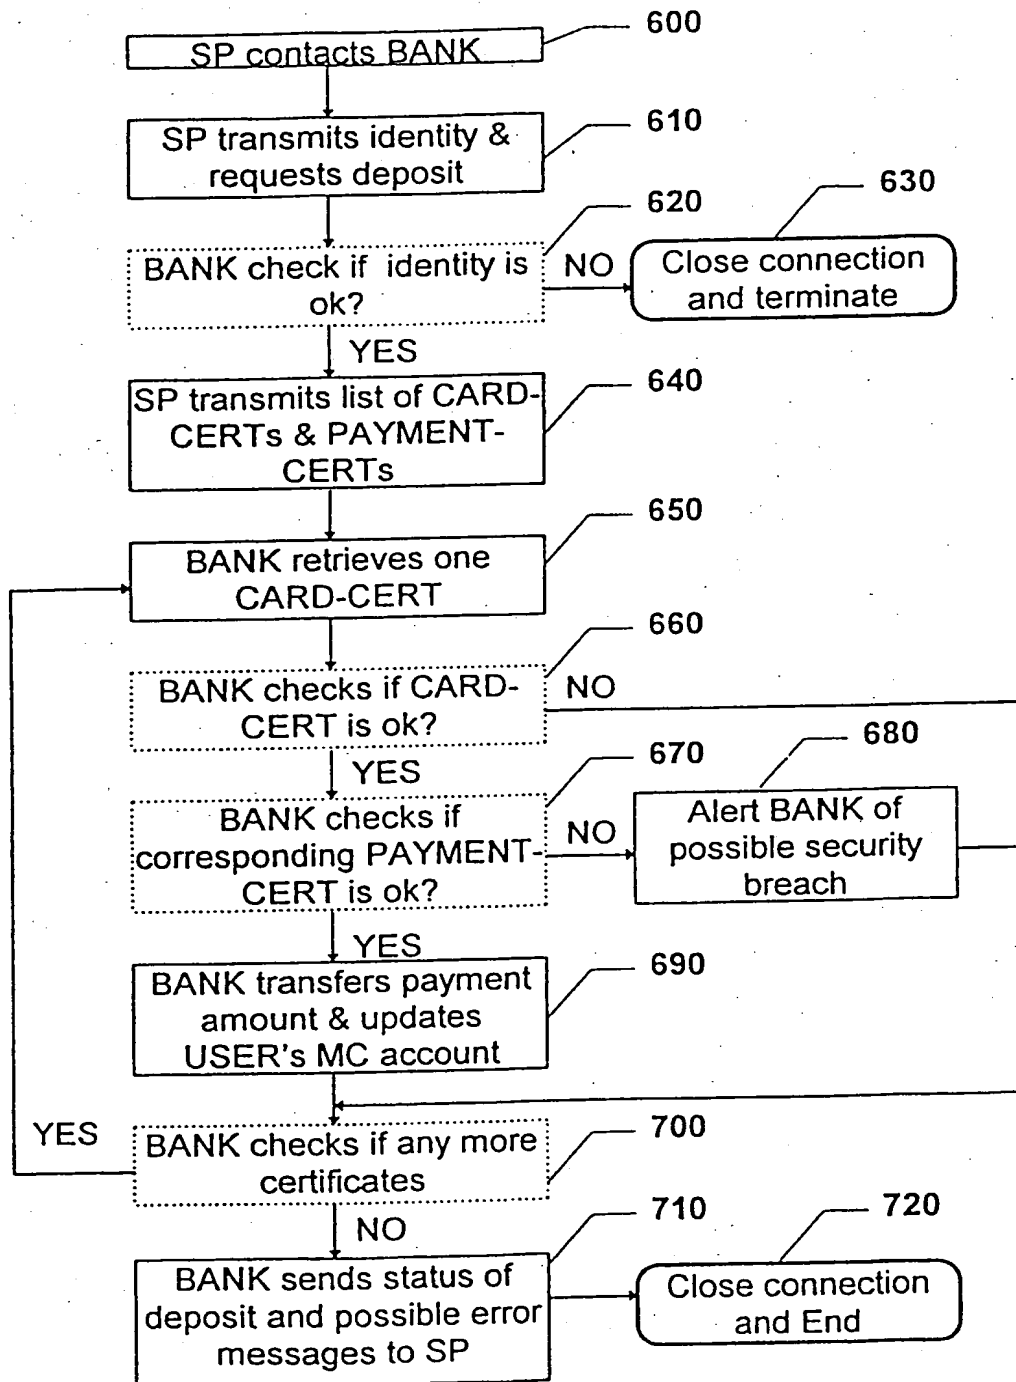 600
SP contacts BANK
610
SP transmits identity &
requests deposit
620
630
BANK check if identity is
ok?
NO
Close connection
and terminate
YES
640
SP transmits list of CARD-
CERTs & PAYMENT-
CERTs
650
BANK retrieves one
CARD-CERT
660
BANK checks if CARD-
CERT is ok?
NO
YES
670
680
BANK checks if
corresponding PAYMENT-
CERT is ok?
NO
Alert BANK of
possible security
breach
YES
690
BANK transfers payment
amount & updates
USER's MC account
YES
700
BANK checks if any more
certificates
NO
710
720
BANK sends status of
deposit and possible error
messages to SP
Close connection
and End